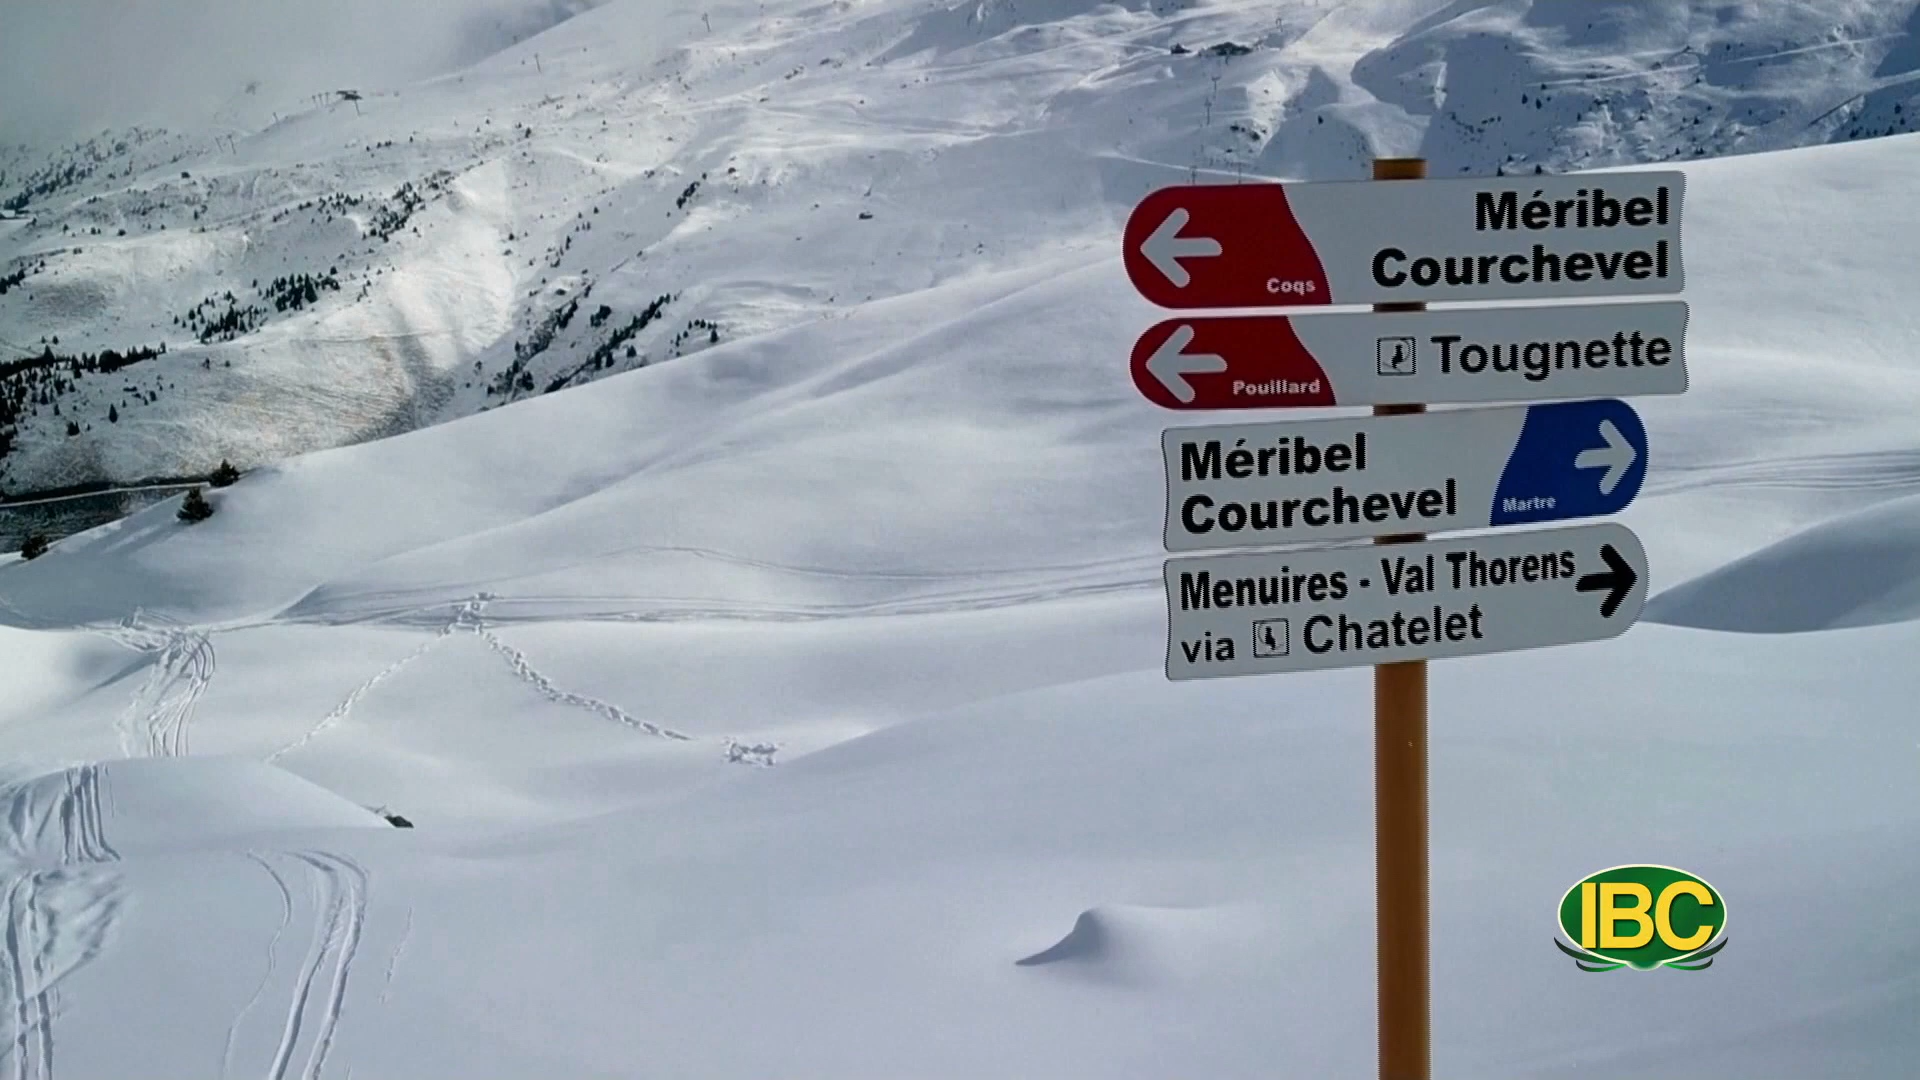 Méribel
Courchevel
Coqs
Tougnette
Pouillard
Méribel
Courchevel
Martre
Menuires - Val Thorens
via Chatelet
IBC